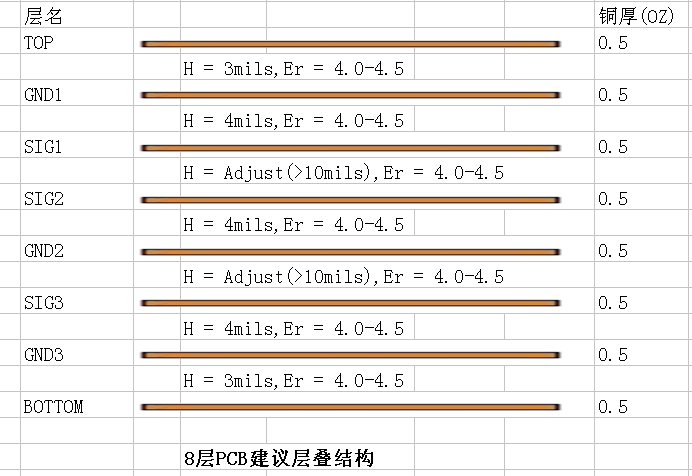 层名 铜厚(OZ)
TOP 0.5
H = 3mils,Er = 4.0-4.5
GND1 0.5
H = 4mils,Er = 4.0-4.5
SIG1 0.5
H = Adjust(>10mils),Er = 4.0-4.5
SIG2 0.5
H = 4mils,Er = 4.0-4.5
GND2 0.5
H = Adjust(>10mils),Er = 4.0-4.5
SIG3 0.5
H = 4mils,Er = 4.0-4.5
GND3 0.5
H = 3mils,Er = 4.0-4.5
BOTTOM 0.5
8层PCB建议层叠结构